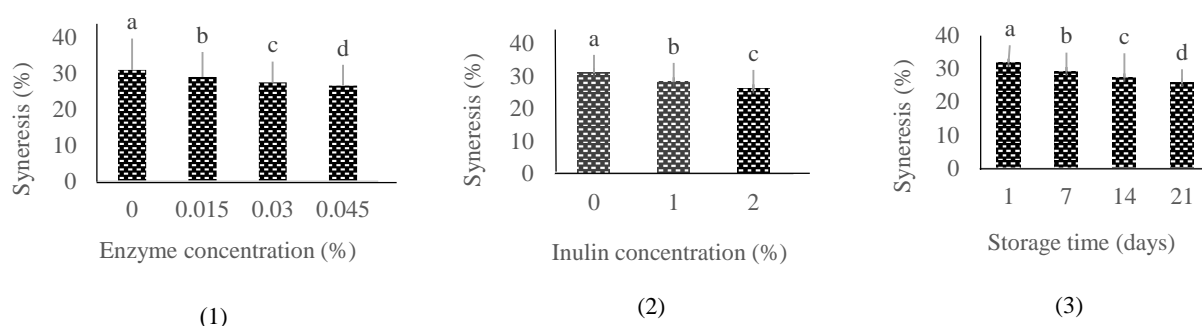 a b c d
40
30
20
10
0
Syneresis (%)
0 0.015 0.03 0.045
Enzyme concentration (%)
(1)
a b c
40
30
20
10
0
Syneresis (%)
0 1 2
Inulin concentration (%)
(2)
a b c d
40
30
20
10
0
Syneresis (%)
1 7 14 21
Storage time (days)
(3)